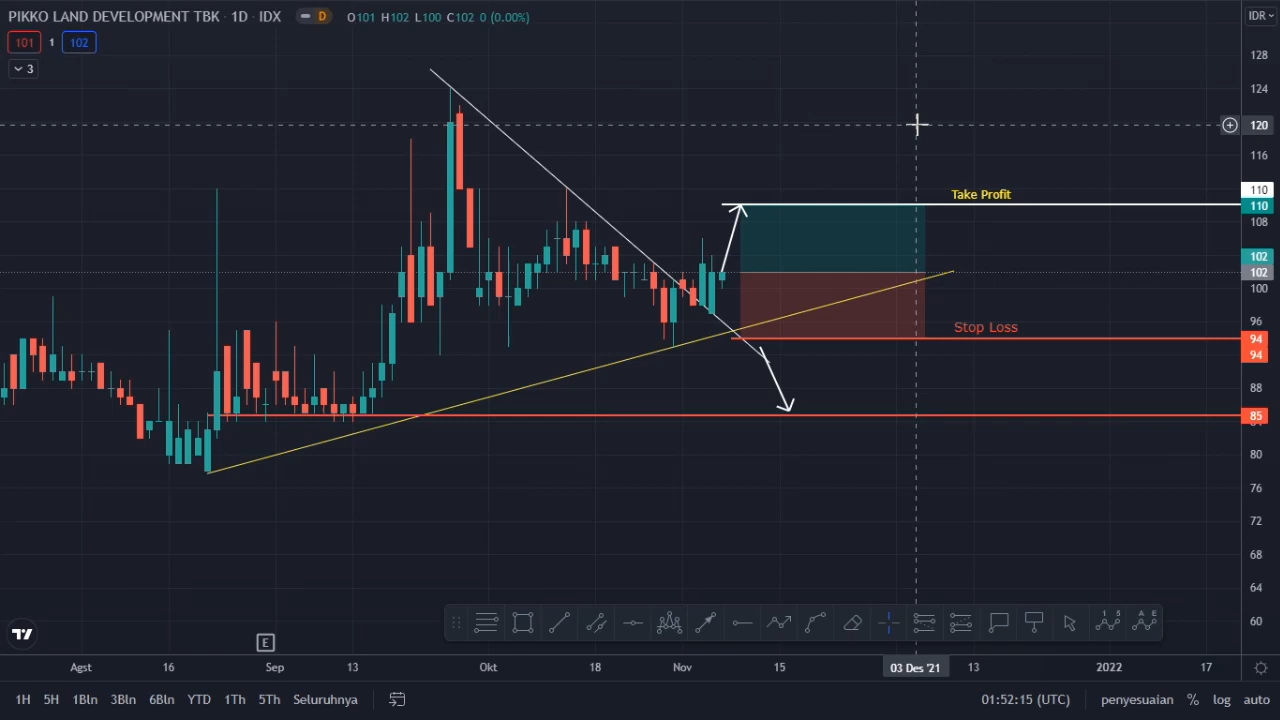 PIKKO LAND DEVELOPMENT TBK · 1D · IDX D O101 H102 L100 C102 0 (0.00%)
IDR
101 1 102
3
128
124
120
116
Take Profit
110
110
108
102
102
100
96
Stop Loss
94
94
88
85
80
76
72
68
64
60
1 5
A E
E
Agst 16 Sep 13 Okt 18 Nov 15 03 Des '21 13 2022 17
1H 5H 1Bln 3Bln 6Bln YTD 1Th 5Th Seluruhnya 01:52:15 (UTC) penyesuaian % log auto